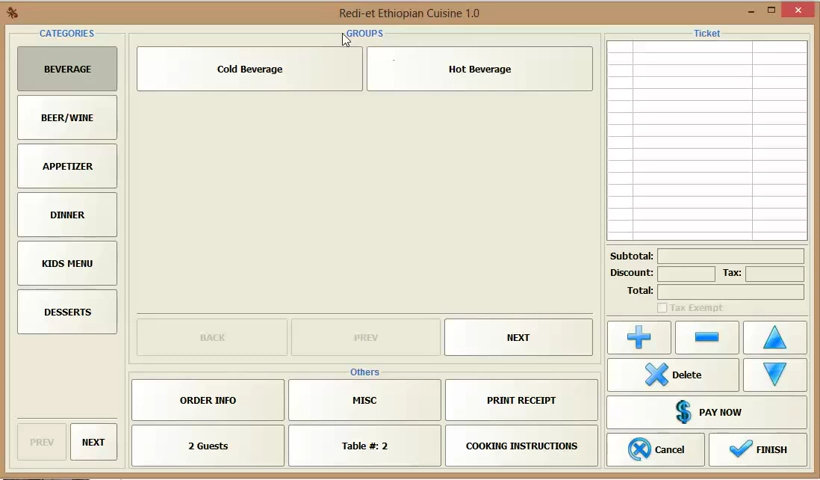 Redi-et Ethiopian Cuisine 1.0
CATEGORIES
BEVERAGE
BEER/WINE
APPETIZER
DINNER
KIDS MENU
DESSERTS
PREV
NEXT
GROUPS
Cold Beverage
Hot Beverage
BACK
PREV
NEXT
Others
ORDER INFO
MISC
PRINT RECEIPT
2 Guests
Table #: 2
COOKING INSTRUCTIONS
Ticket
Subtotal:
Discount:
Tax:
Total:
Tax Exempt
Delete
PAY NOW
Cancel
FINISH